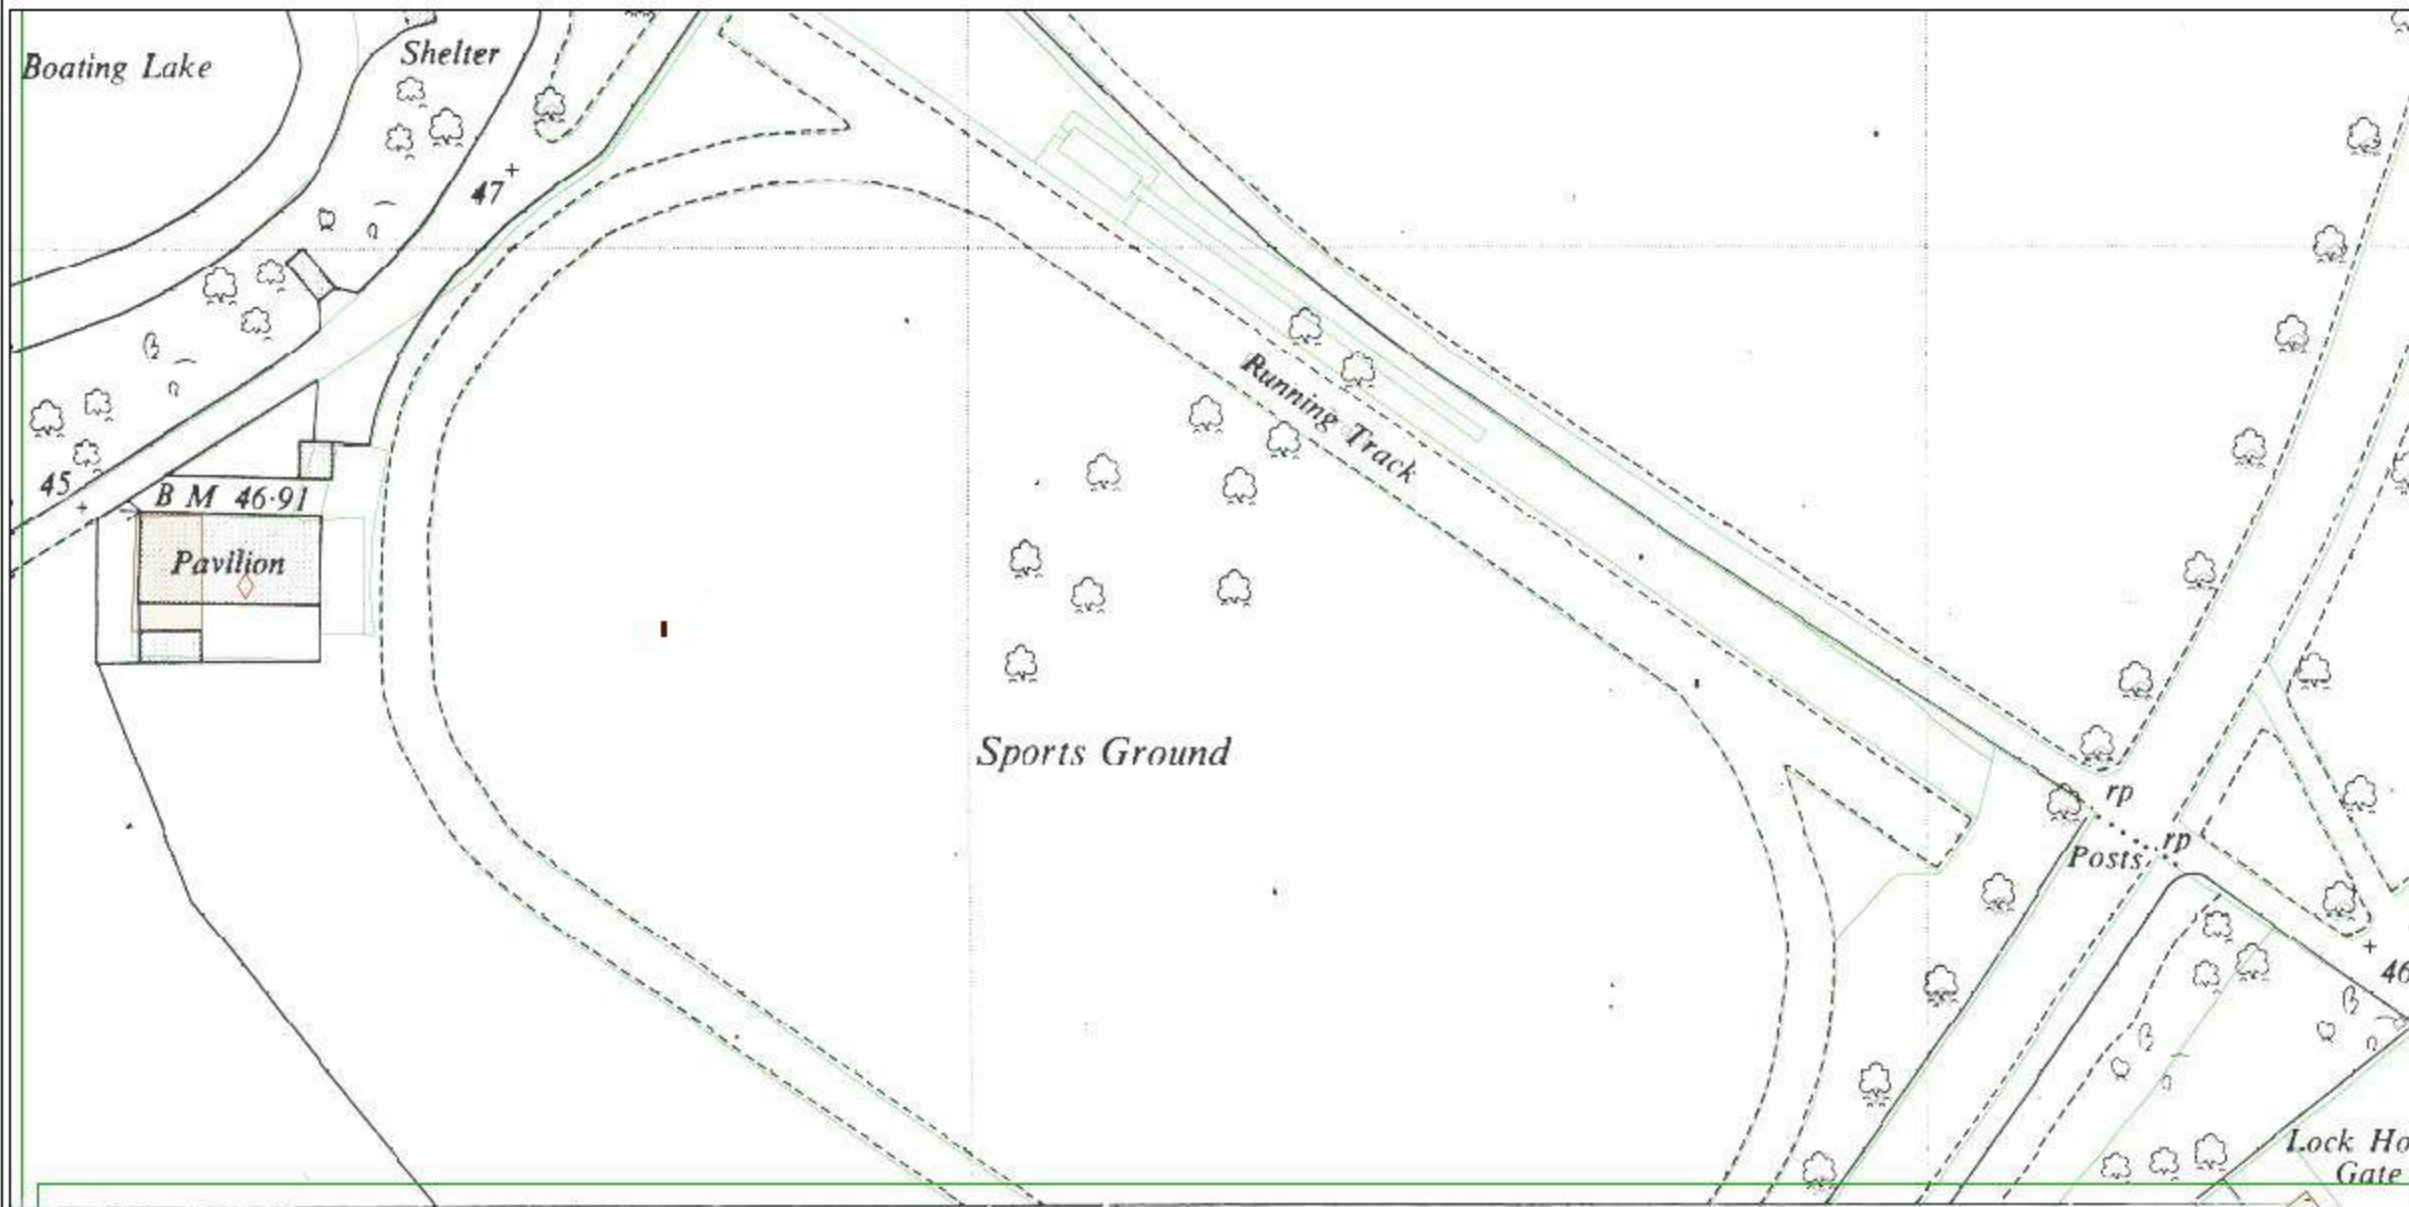 Boating Lake
Shelter
47
45
B M 46·91
Pavilion
Running Track
Sports Ground
rp
rp
Posts
46
Lock Ho
Gate